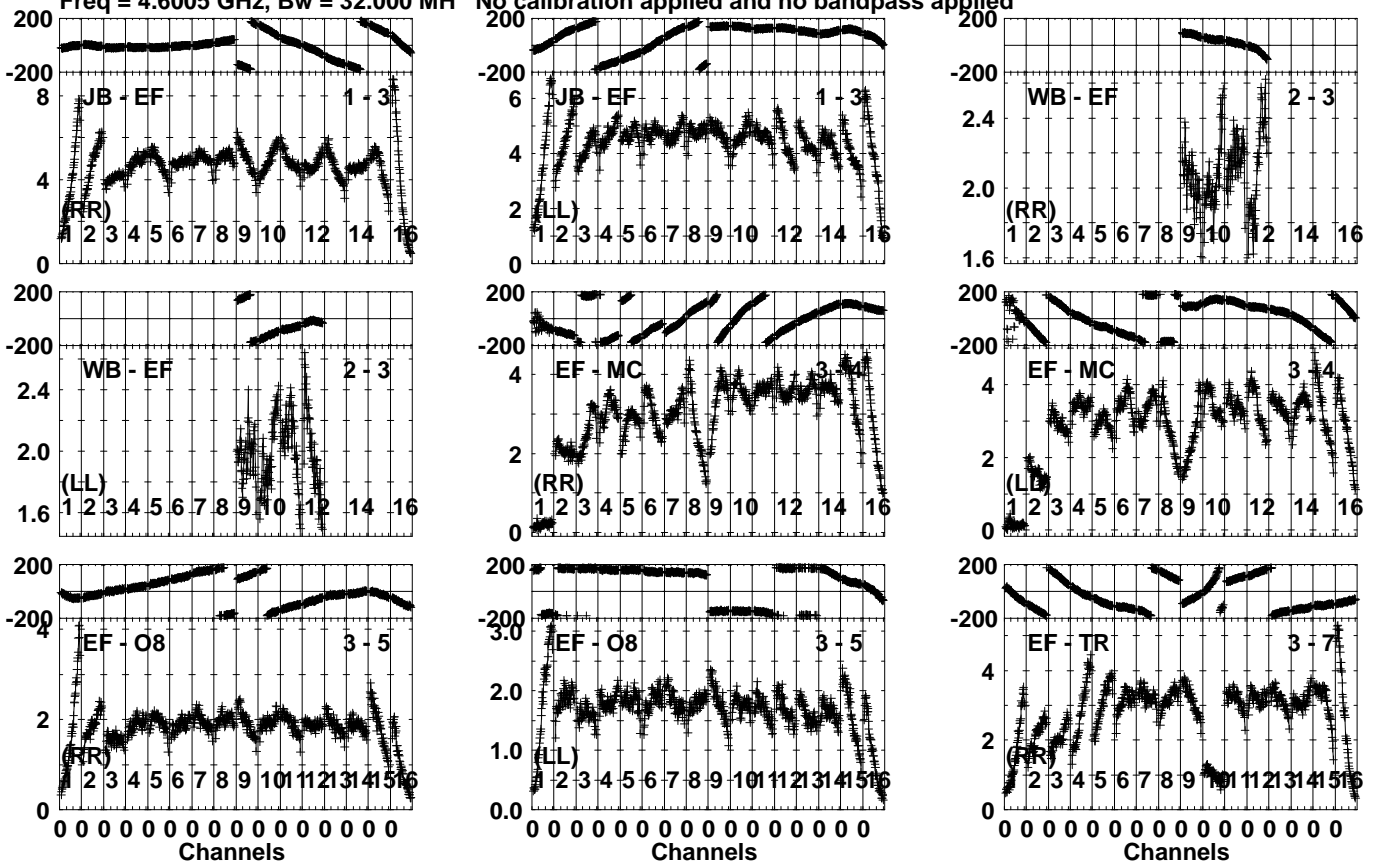 Freq = 4.6005 GHz, Bw = 32.000 MH   No calibration applied and no bandpass applied
200
-200
8
4
0
JB - EF
1 - 3
(RR)
1 2 3 4 5 6 7 8 9 10 12 14 16
200
-200
6
4
2
0
JB - EF
1 - 3
(LL)
1 2 3 4 5 6 7 8 9 10 12 14 16
200
-200
2.4
2.0
1.6
WB - EF
2 - 3
(RR)
1 2 3 4 5 6 7 8 9 10 12 14 16
200
-200
2.4
2.0
1.6
WB - EF
2 - 3
(LL)
1 2 3 4 5 6 7 8 9 10 12 14 16
200
-200
4
2
0
EF - MC
3 - 4
(RR)
1 2 3 4 5 6 7 8 9 10 12 14 16
200
-200
4
2
0
EF - MC
3 - 4
(LL)
1 2 3 4 5 6 7 8 9 10 12 14 16
200
-200
4
2
0
EF - O8
3 - 5
(RR)
1 2 3 4 5 6 7 8 9 10 11 12 13 14 15 16
0 0 0 0 0 0 0 0 0 0 0 0 0 0 0 0
Channels
200
-200
3.0
2.0
1.0
0.0
EF - O8
3 - 5
(LL)
1 2 3 4 5 6 7 8 9 10 11 12 13 14 15 16
0 0 0 0 0 0 0 0 0 0 0 0 0 0 0 0
Channels
200
-200
4
2
0
EF - TR
3 - 7
(RR)
1 2 3 4 5 6 7 8 9 10 11 12 13 14 15 16
0 0 0 0 0 0 0 0 0 0 0 0 0 0 0 0
Channels